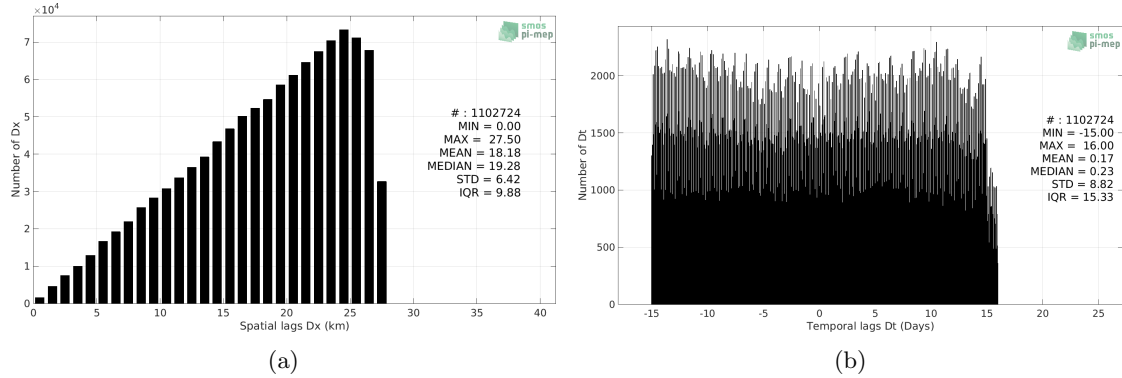 ×10⁴
7
6
5
4
3
2
1
0
Number of Dx
0 5 10 15 20 25 30 35 40
Spatial lags Dx (km)
smos
pi-mep
# : 1102724
MIN = 0.00
MAX = 27.50
MEAN = 18.18
MEDIAN = 19.28
STD = 6.42
IQR = 9.88
(a)
2000
1500
1000
500
0
Number of Dt
-15 -10 -5 0 5 10 15 20 25
Temporal lags Dt (Days)
smos
pi-mep
# : 1102724
MIN = -15.00
MAX = 16.00
MEAN = 0.17
MEDIAN = 0.23
STD = 8.82
IQR = 15.33
(b)